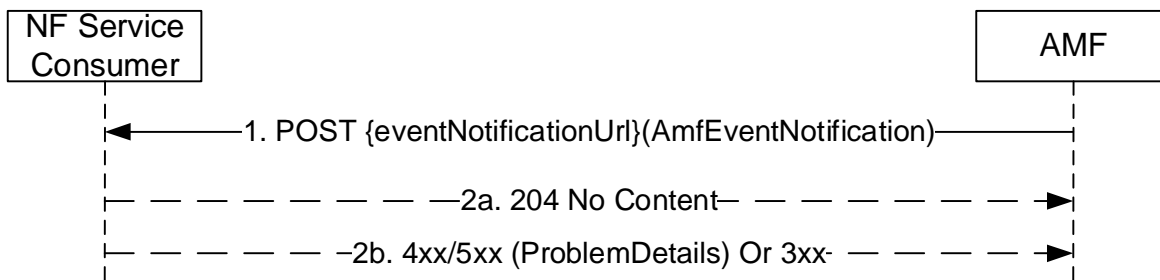 NF Service
Consumer
AMF
1. POST {eventNotificationUrl}(AmfEventNotification)
2a. 204 No Content
2b. 4xx/5xx (ProblemDetails) Or 3xx